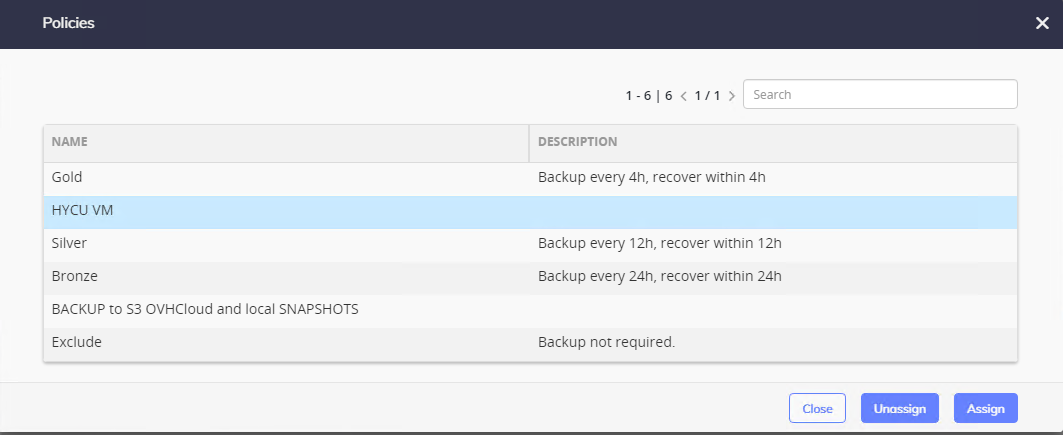 Policies
1 - 6 | 6 < 1 / 1 > Search
NAME DESCRIPTION
Gold Backup every 4h, recover within 4h
HYCU VM
Silver Backup every 12h, recover within 12h
Bronze Backup every 24h, recover within 24h
BACKUP to S3 OVHCloud and local SNAPSHOTS
Exclude Backup not required.
Close Unassign Assign